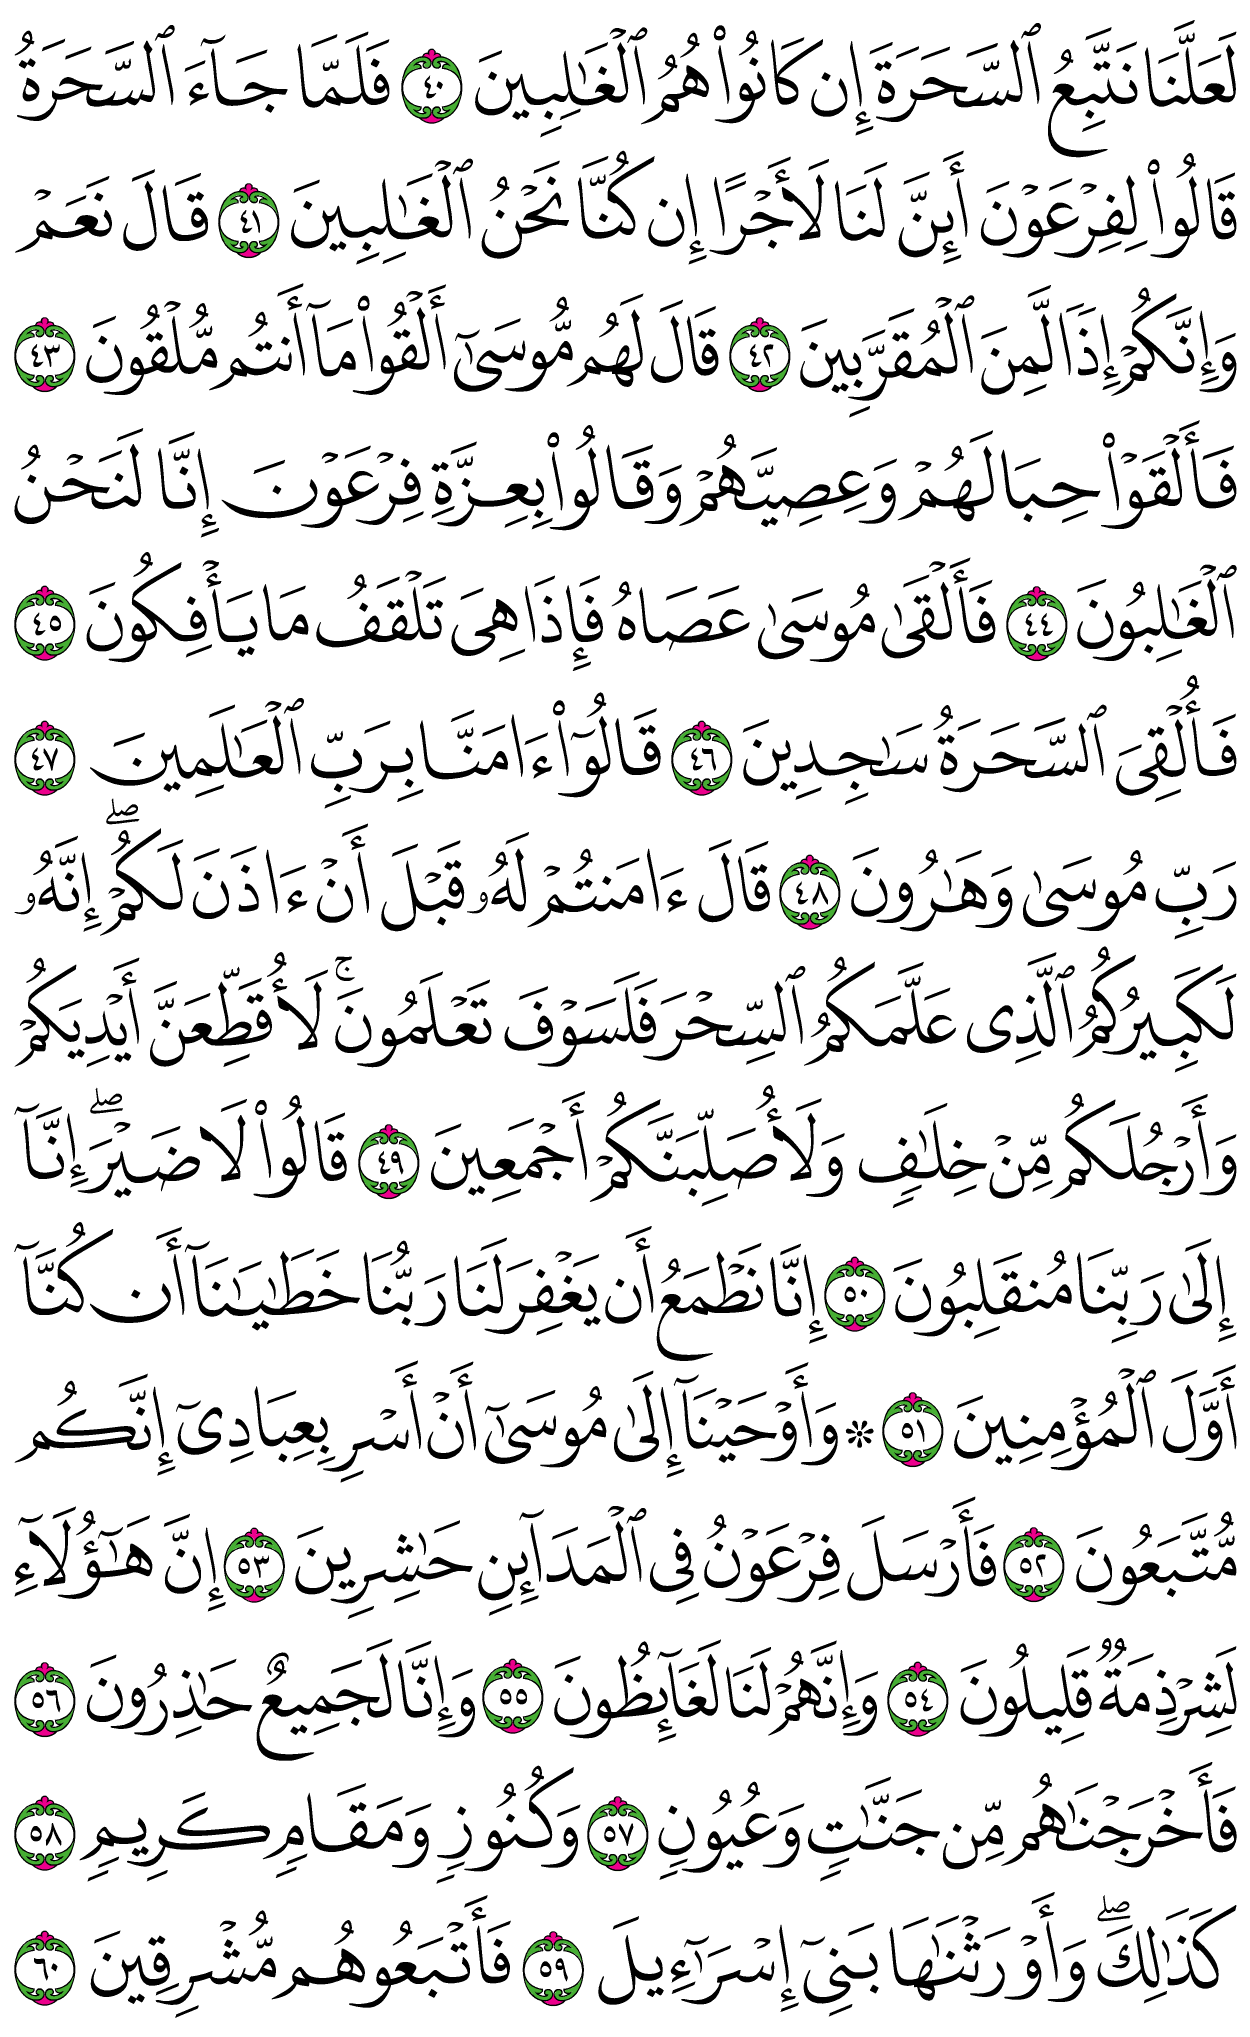 لَعَلَّنَا نَتَّبِعُ ٱلسَّحَرَةَ إِن كَانُوا۟ هُمُ ٱلْغَٰلِبِينَ ٤٠ فَلَمَّا جَآءَ ٱلسَّحَرَةُ
قَالُوا۟ لِفِرْعَوْنَ أَئِنَّ لَنَا لَأَجْرًا إِن كُنَّا نَحْنُ ٱلْغَٰلِبِينَ ٤١ قَالَ نَعَمْ
وَإِنَّكُمْ إِذًا لَّمِنَ ٱلْمُقَرَّبِينَ ٤٢ قَالَ لَهُم مُّوسَىٰٓ أَلْقُوا۟ مَآ أَنتُم مُّلْقُونَ ٤٣
فَأَلْقَوْا۟ حِبَالَهُمْ وَعِصِيَّهُمْ وَقَالُوا۟ بِعِزَّةِ فِرْعَوْنَ إِنَّا لَنَحْنُ
ٱلْغَٰلِبُونَ ٤٤ فَأَلْقَىٰ مُوسَىٰ عَصَاهُ فَإِذَا هِىَ تَلْقَفُ مَا يَأْفِكُونَ ٤٥
فَأُلْقِىَ ٱلسَّحَرَةُ سَٰجِدِينَ ٤٦ قَالُوٓا۟ ءَامَنَّا بِرَبِّ ٱلْعَٰلَمِينَ ٤٧
رَبِّ مُوسَىٰ وَهَٰرُونَ ٤٨ قَالَ ءَامَنتُمْ لَهُۥ قَبْلَ أَنْ ءَاذَنَ لَكُمْ ۖ إِنَّهُۥ
لَكَبِيرُكُمُ ٱلَّذِى عَلَّمَكُمُ ٱلسِّحْرَ فَلَسَوْفَ تَعْلَمُونَ ۚ لَأُقَطِّعَنَّ أَيْدِيَكُمْ
وَأَرْجُلَكُم مِّنْ خِلَٰفٍ وَلَأُصَلِّبَنَّكُمْ أَجْمَعِينَ ٤٩ قَالُوا۟ لَا ضَيْرَ ۖ إِنَّآ
إِلَىٰ رَبِّنَا مُنقَلِبُونَ ٥٠ إِنَّا نَطْمَعُ أَن يَغْفِرَ لَنَا رَبُّنَا خَطَٰيَٰنَآ أَن كُنَّآ
أَوَّلَ ٱلْمُؤْمِنِينَ ٥١ ۞ وَأَوْحَيْنَآ إِلَىٰ مُوسَىٰٓ أَنْ أَسْرِ بِعِبَادِىٓ إِنَّكُم
مُّتَّبَعُونَ ٥٢ فَأَرْسَلَ فِرْعَوْنُ فِى ٱلْمَدَآئِنِ حَٰشِرِينَ ٥٣ إِنَّ هَٰٓؤُلَآءِ
لَشِرْذِمَةٌ قَلِيلُونَ ٥٤ وَإِنَّهُمْ لَنَا لَغَآئِظُونَ ٥٥ وَإِنَّا لَجَمِيعٌ حَٰذِرُونَ ٥٦
فَأَخْرَجْنَٰهُم مِّن جَنَّٰتٍ وَعُيُونٍ ٥٧ وَكُنُوزٍ وَمَقَامٍ كَرِيمٍ ٥٨
كَذَٰلِكَ ۖ وَأَوْرَثْنَٰهَا بَنِىٓ إِسْرَٰٓءِيلَ ٥٩ فَأَتْبَعُوهُم مُّشْرِقِينَ ٦٠